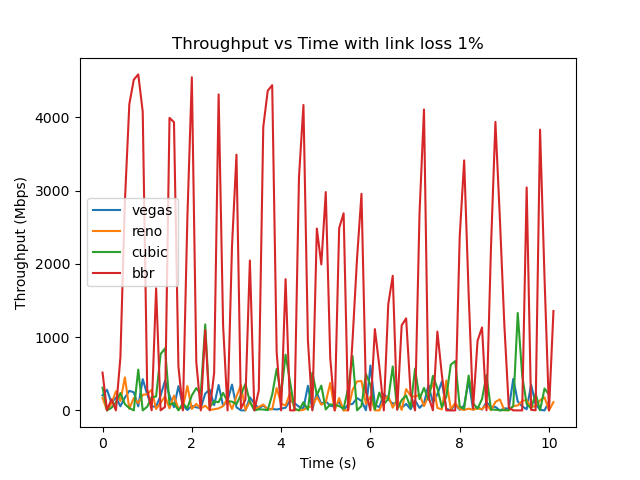 Throughput vs Time with link loss 1%
Throughput (Mbps)
4000
3000
2000
1000
0
vegas
reno
cubic
bbr
0 2 4 6 8 10
Time (s)